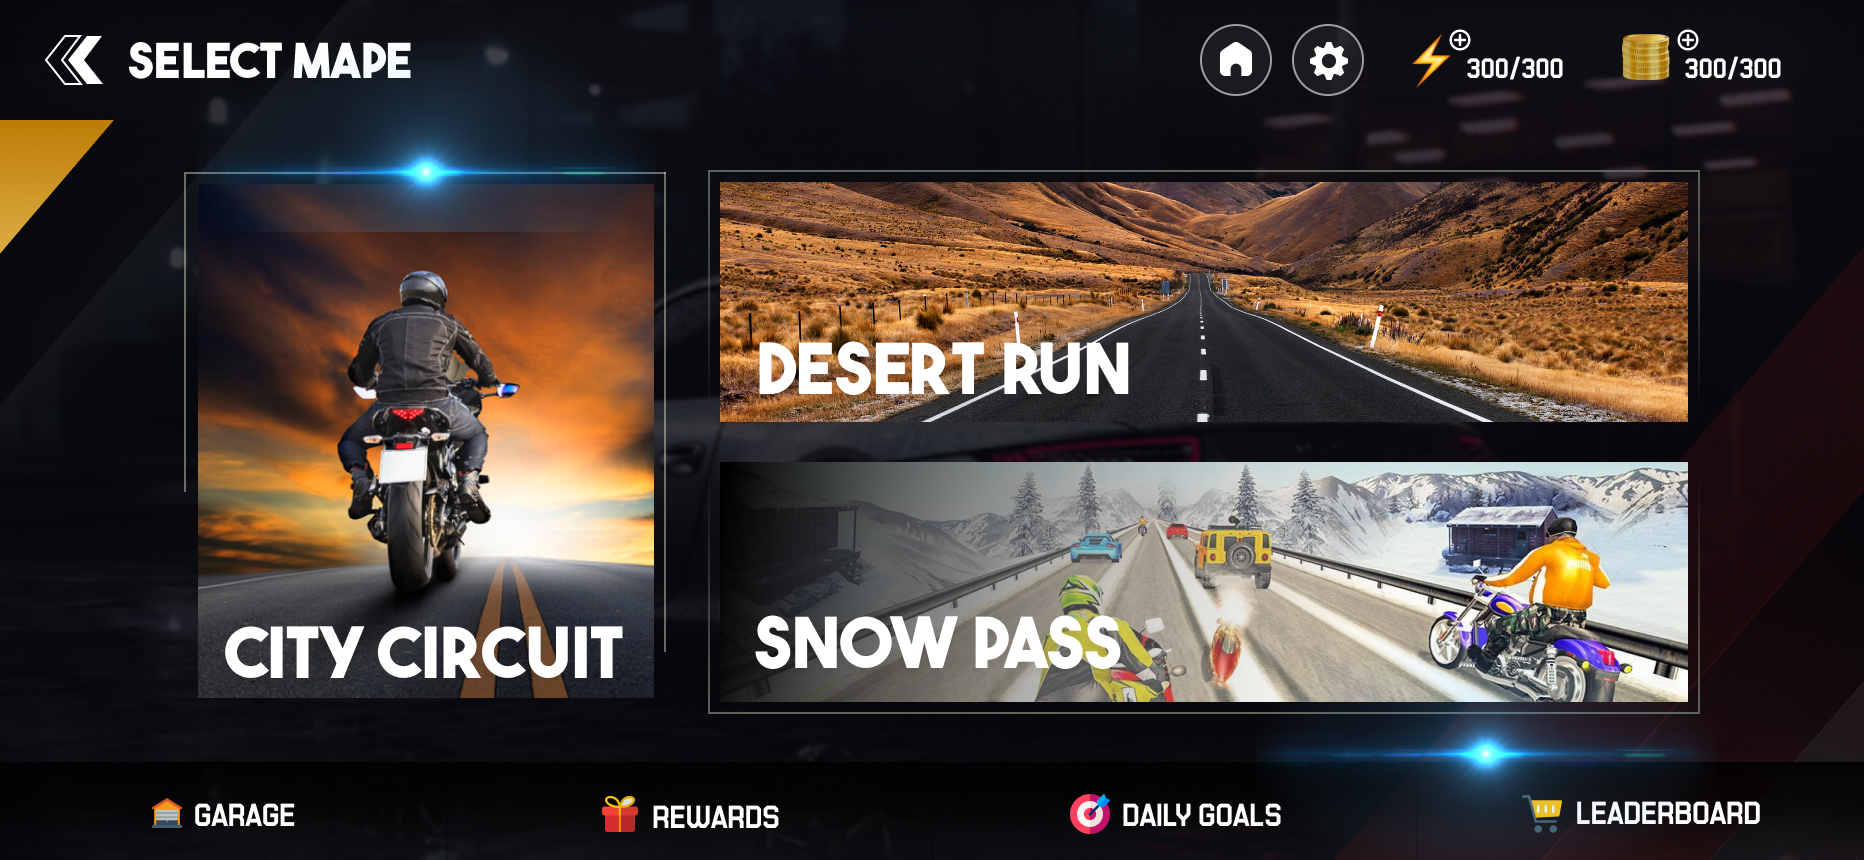 SELECT MAPE
300/300
300/300
CITY CIRCUIT
DESERT RUN
SNOW PASS
GARAGE
REWARDS
DAILY GOALS
LEADERBOARD